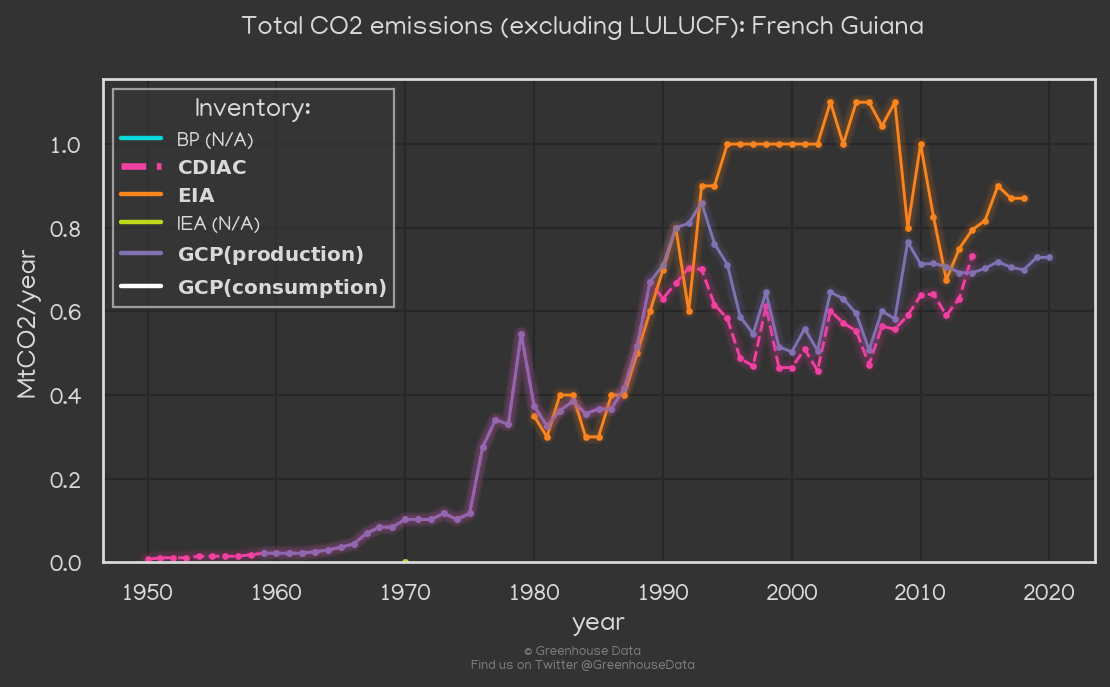 Total CO2 emissions (excluding LULUCF): French Guiana
Inventory:
BP (N/A)
CDIAC
EIA
IEA (N/A)
GCP(production)
GCP(consumption)
MtCO2/year
1.0
0.8
0.6
0.4
0.2
0.0
1950 1960 1970 1980 1990 2000 2010 2020
year
© Greenhouse Data
Find us on Twitter @GreenhouseData